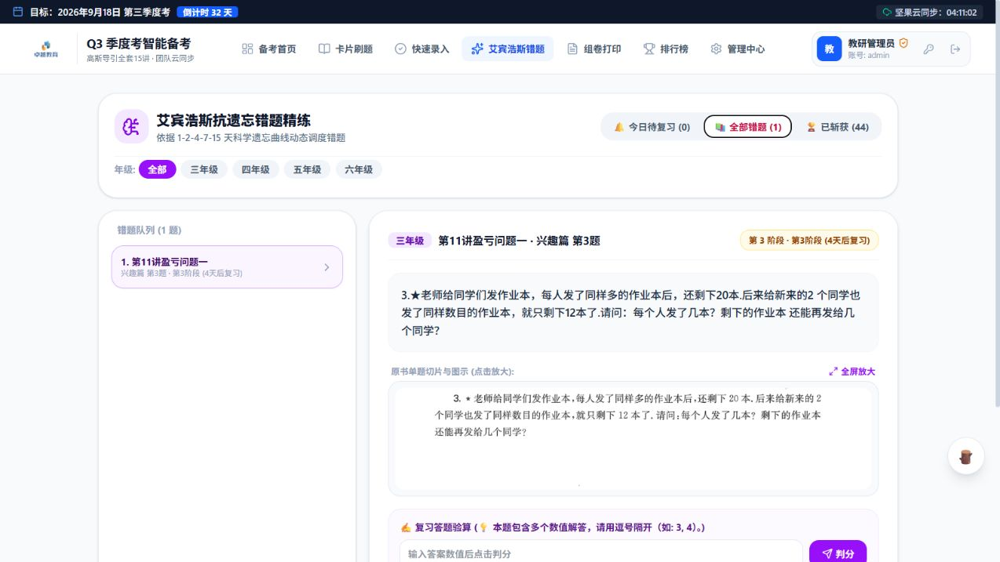 目标：2026年9月18日 第三季度考 倒计时 32 天
坚果云同步：04:11:02
卓越教育
Q3 季度考智能备考
高斯导引全套15讲 · 团队云同步
备考首页 卡片刷题 快速录入 艾宾浩斯错题 组卷打印 排行榜 管理中心
教 教研管理员
账号: admin
艾宾浩斯抗遗忘错题精练
依据 1-2-4-7-15 天科学遗忘曲线动态调度错题
今日待复习 (0) 全部错题 (1) 已斩获 (44)
年级: 全部 三年级 四年级 五年级 六年级
错题队列 (1 题)
1. 第11讲盈亏问题一
兴趣篇 第3题 · 第3阶段 (4天后复习)
三年级 第11讲盈亏问题一 · 兴趣篇 第3题
第 3 阶段 · 第3阶段 (4天后复习)
3.★老师给同学们发作业本，每人发了同样多的作业本后，还剩下20本.后来给新来的2 个同学也
发了同样数目的作业本，就只剩下12本了.请问：每个人发了几本？剩下的作业本 还能再发给几
个同学？
原书单题切片与图示 (点击放大):
全屏放大
3. ★ 老师给同学们发作业本,每人发了同样多的作业本后,还剩下 20 本. 后来给新来的 2
个同学也发了同样数目的作业本,就只剩下 12 本了. 请问:每个人发了几本？剩下的作业本
还能再发给几个同学?
复习答题验算 (💡 本题包含多个数值解答，请用逗号隔开（如: 3, 4）。)
输入答案数值后点击判分
判分